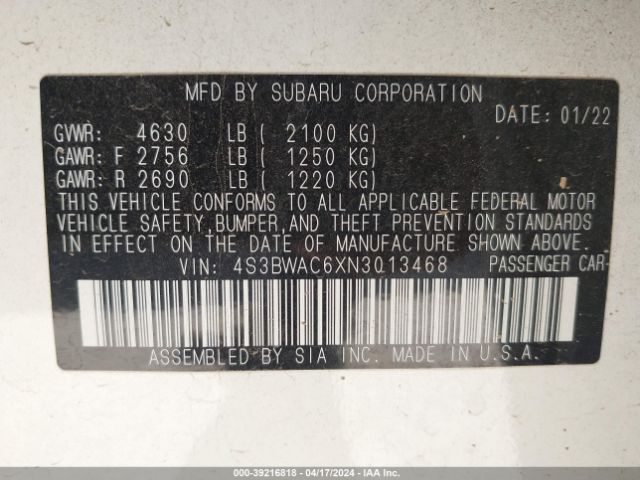 MFD BY SUBARU CORPORATION
DATE: 01/22
GVWR: 4630 LB ( 2100 KG)
GAWR: F 2756 LB ( 1250 KG)
GAWR: R 2690 LB ( 1220 KG)
THIS VEHICLE CONFORMS TO ALL APPLICABLE FEDERAL MOTOR
VEHICLE SAFETY, BUMPER, AND THEFT PREVENTION STANDARDS
IN EFFECT ON THE DATE OF MANUFACTURE SHOWN ABOVE.
VIN: 4S3BWAC6XN3013468 PASSENGER CAR-
ASSEMBLED BY SIA INC. MADE IN U.S.A.
000-39216818 - 04/17/2024 - IAA Inc.